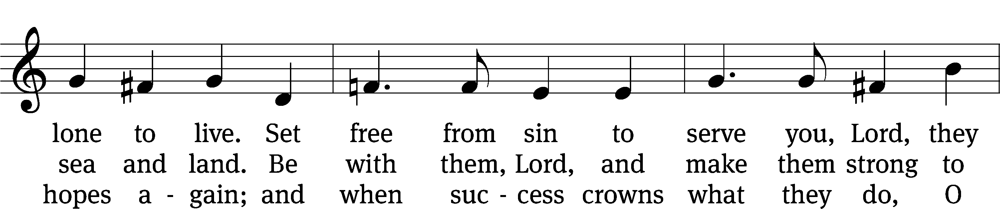 lone to live. Set free from sin to serve you, Lord, they
sea and land. Be with them, Lord, and make them strong to
hopes a - gain; and when suc - cess crowns what they do, O